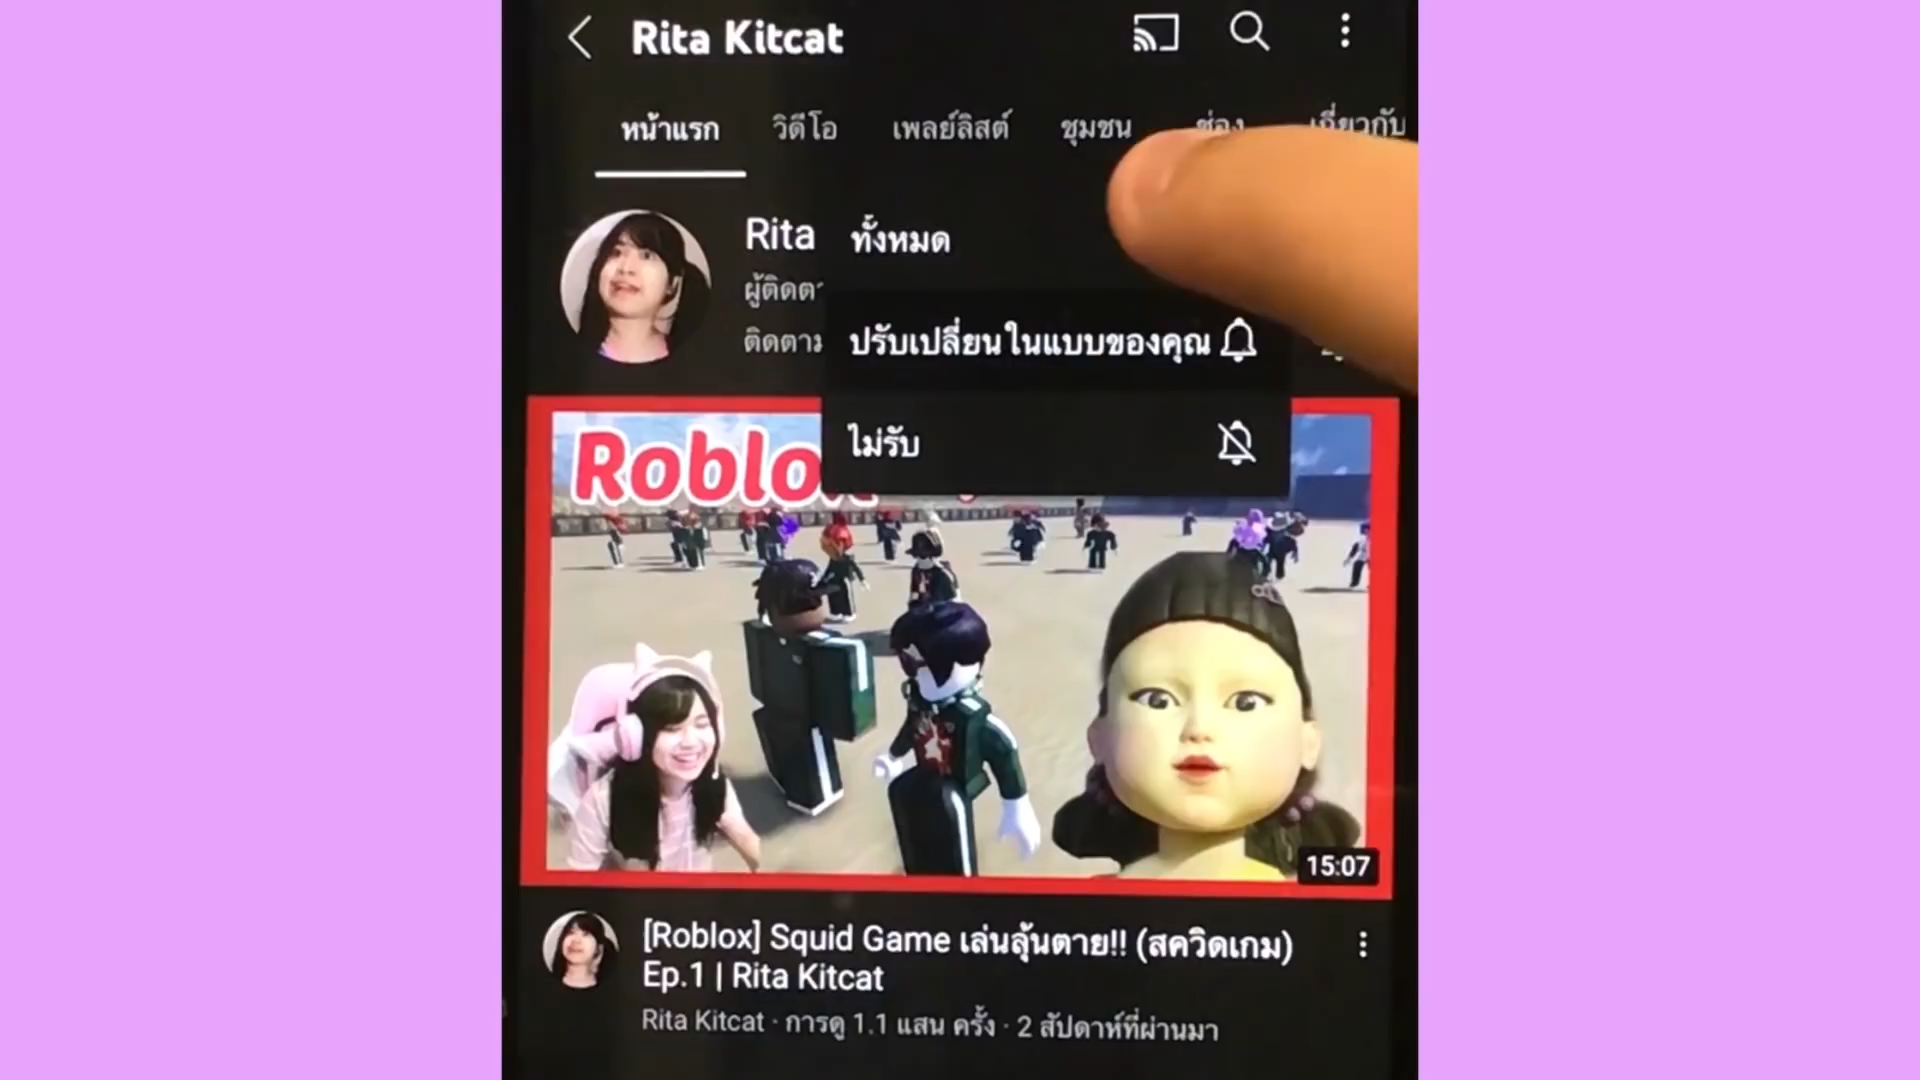 Rita Kitcat
หน้าแรก วิดีโอ เพลย์ลิสต์ ชุมชน ช่อง
Rita
ทั้งหมด
ปรับเปลี่ยนในแบบของคุณ
ไม่รับ
15:07
[Roblox] Squid Game เล่นลุ้นตาย!! (สควิดเกม)
Ep.1 | Rita Kitcat
Rita Kitcat · การดู 1.1 แสน ครั้ง · 2 สัปดาห์ที่ผ่านมา